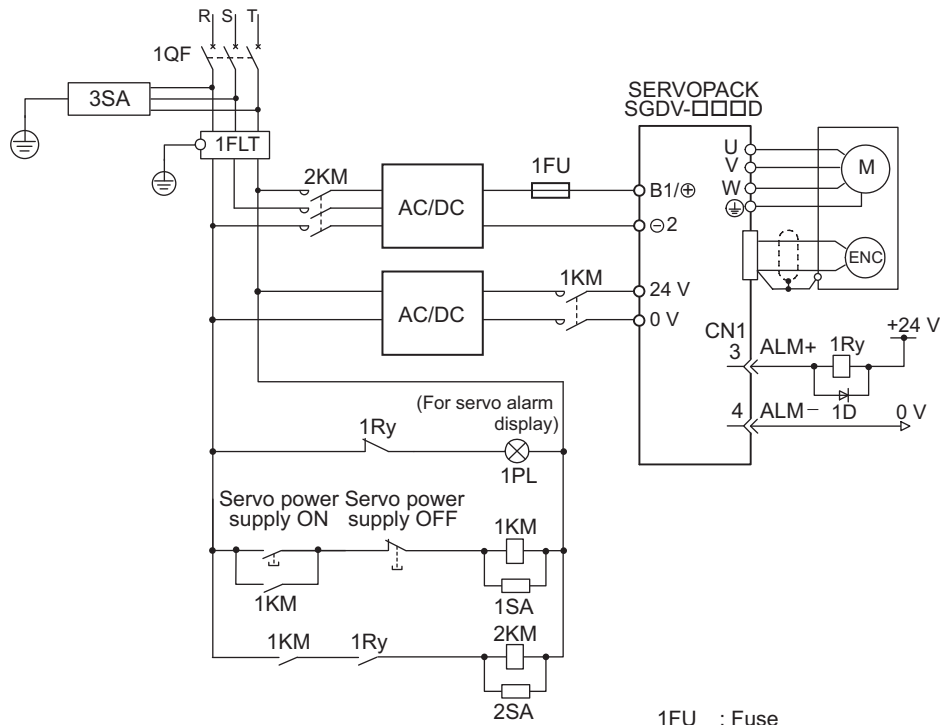 R S T
1QF
3SA
1FLT
2KM
AC/DC
1FU
SERVOPACK
SGDV-□□□D
B1/⊕
⊖2
U
V
W
M
ENC
AC/DC
1KM
24 V
0 V
CN1
3 ALM+
1Ry
+24 V
1D
4 ALM−
0 V
(For servo alarm
display)
1Ry
1PL
Servo power
supply ON
Servo power
supply OFF
1KM
1KM
1SA
1KM
1Ry
2KM
2SA
1FU : Fuse